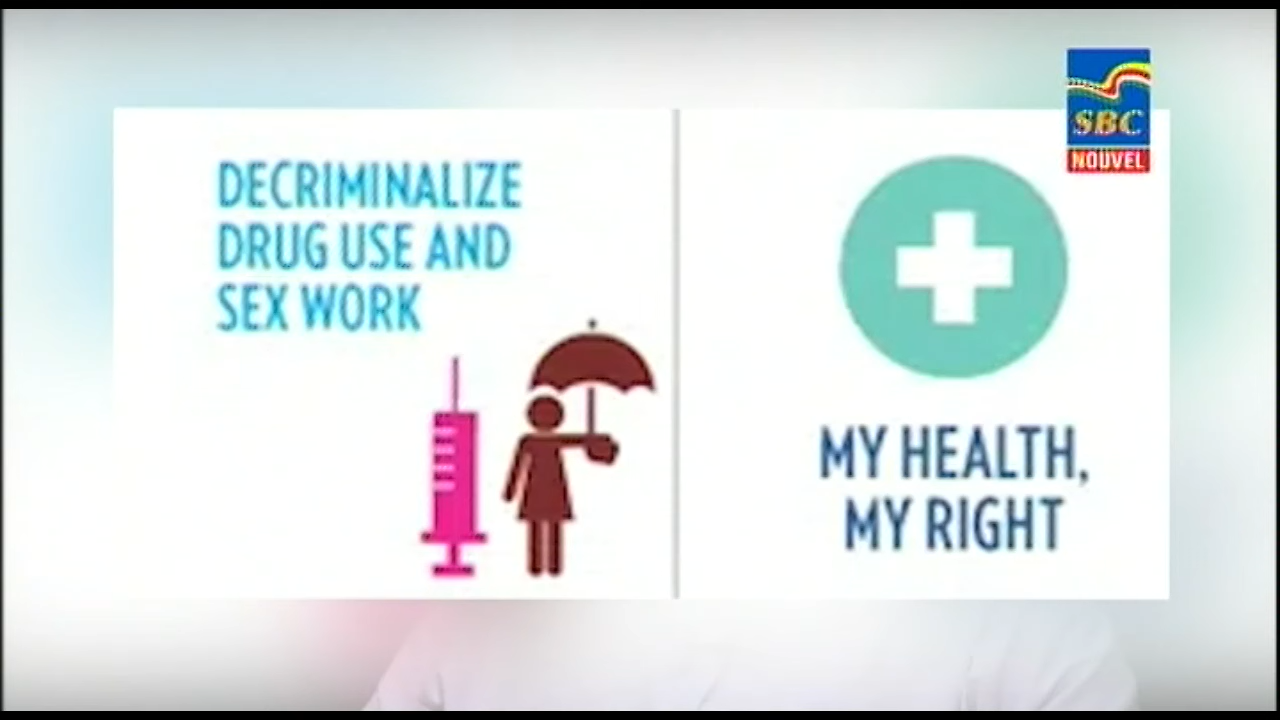 DECRIMINALIZE
DRUG USE AND
SEX WORK
MY HEALTH,
MY RIGHT
SBC
NOUVEL